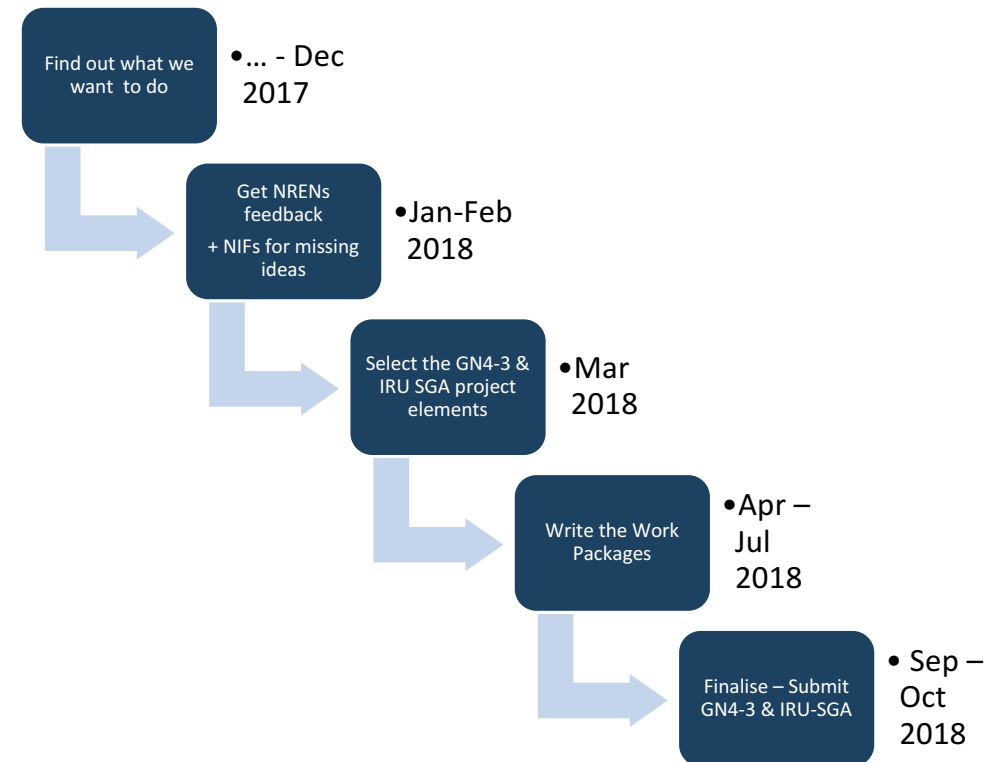 Find out what we
want to do
•… - Dec
2017
Get NRENs
feedback
+ NIFs for missing
ideas
•Jan-Feb
2018
Select the GN4-3 &
IRU SGA project
elements
•Mar
2018
Write the Work
Packages
•Apr –
Jul
2018
Finalise – Submit
GN4-3 & IRU-SGA
• Sep –
Oct
2018